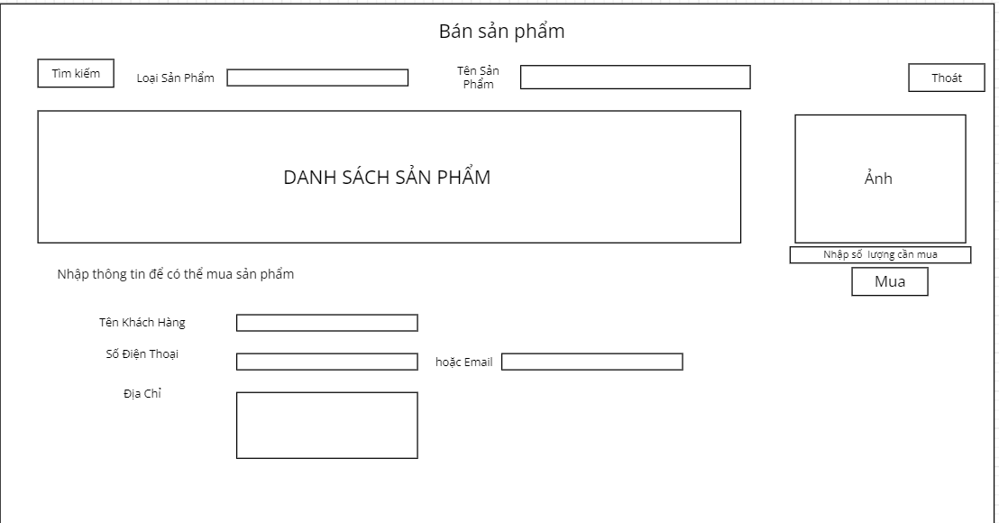 Bán sản phẩm
Tìm kiếm
Loại Sản Phẩm
Tên Sản
Phẩm
Thoát
DANH SÁCH SẢN PHẨM
Ảnh
Nhập số lượng cần mua
Mua
Nhập thông tin để có thể mua sản phẩm
Tên Khách Hàng
Số Điện Thoại
hoặc Email
Địa Chỉ